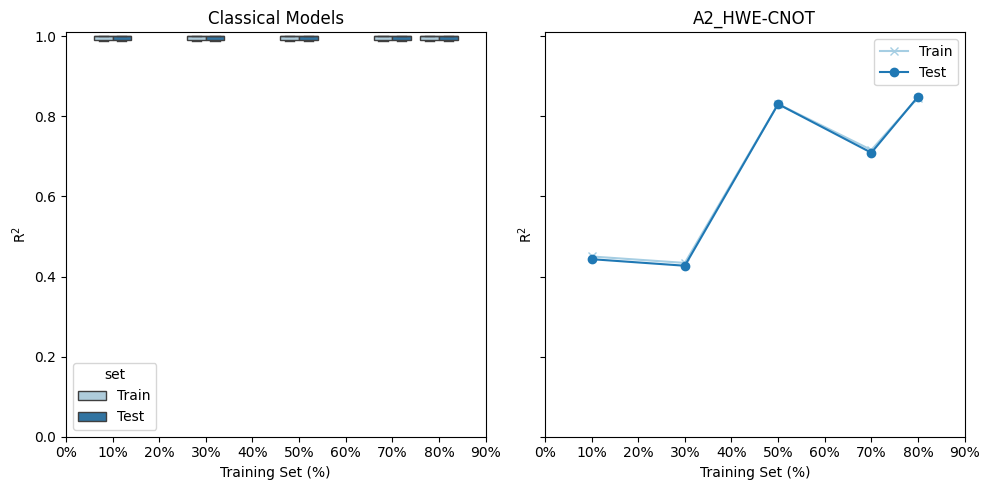 Classical Models
1.0
0.8
0.6
0.4
0.2
0.0
R²
set
Train
Test
0% 10% 20% 30% 40% 50% 60% 70% 80% 90%
Training Set (%)
A2_HWE-CNOT
R²
Train
Test
0% 10% 20% 30% 40% 50% 60% 70% 80% 90%
Training Set (%)